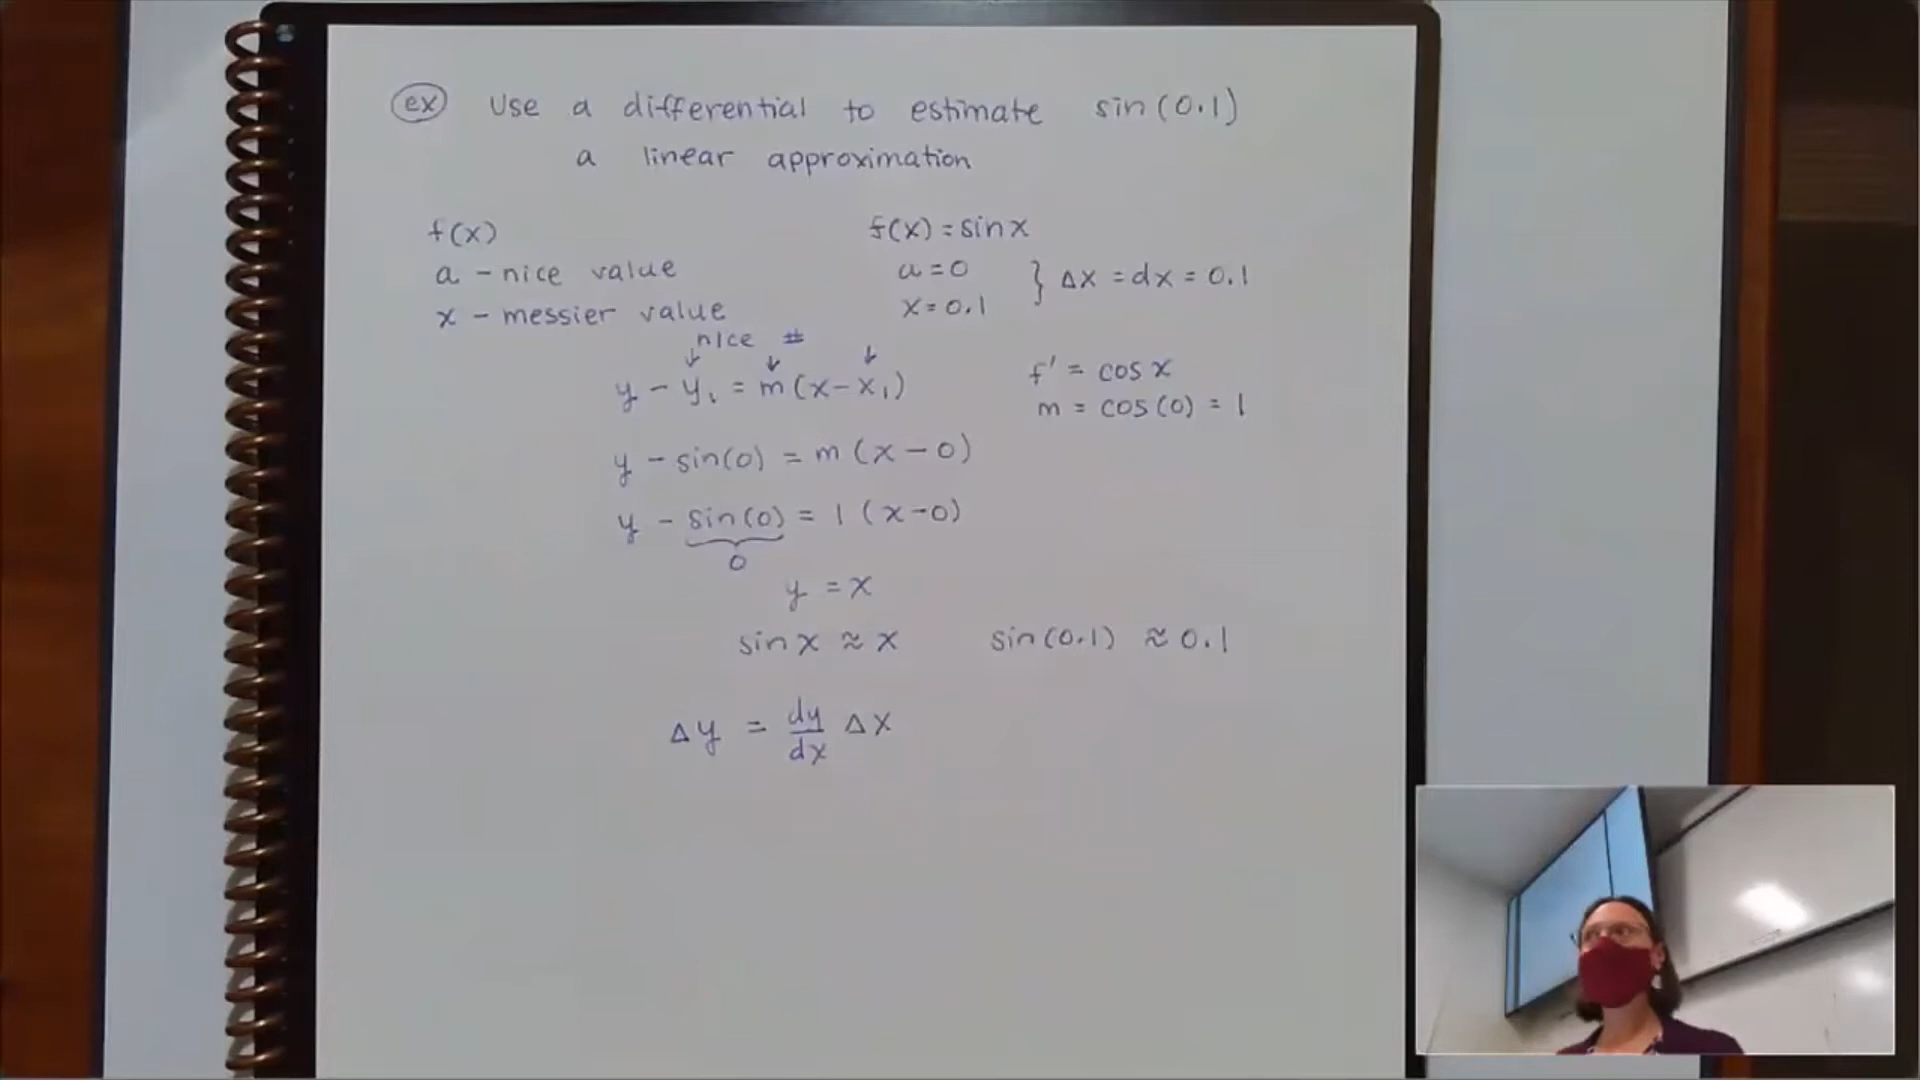 ex Use a differential to estimate sin(0.1)
a linear approximation
f(x)
a - nice value
x - messier value
f(x) = sin x
a = 0
x = 0.1
} Δx = dx = 0.1
nice #
↓ ↓ ↓
y - y₁ = m(x - x₁)
f' = cos x
m = cos(0) = 1
y - sin(0) = m(x - 0)
y - sin(0) = 1(x - 0)
0
y = x
sin x ≈ x sin(0.1) ≈ 0.1
Δy = dy/dx Δx